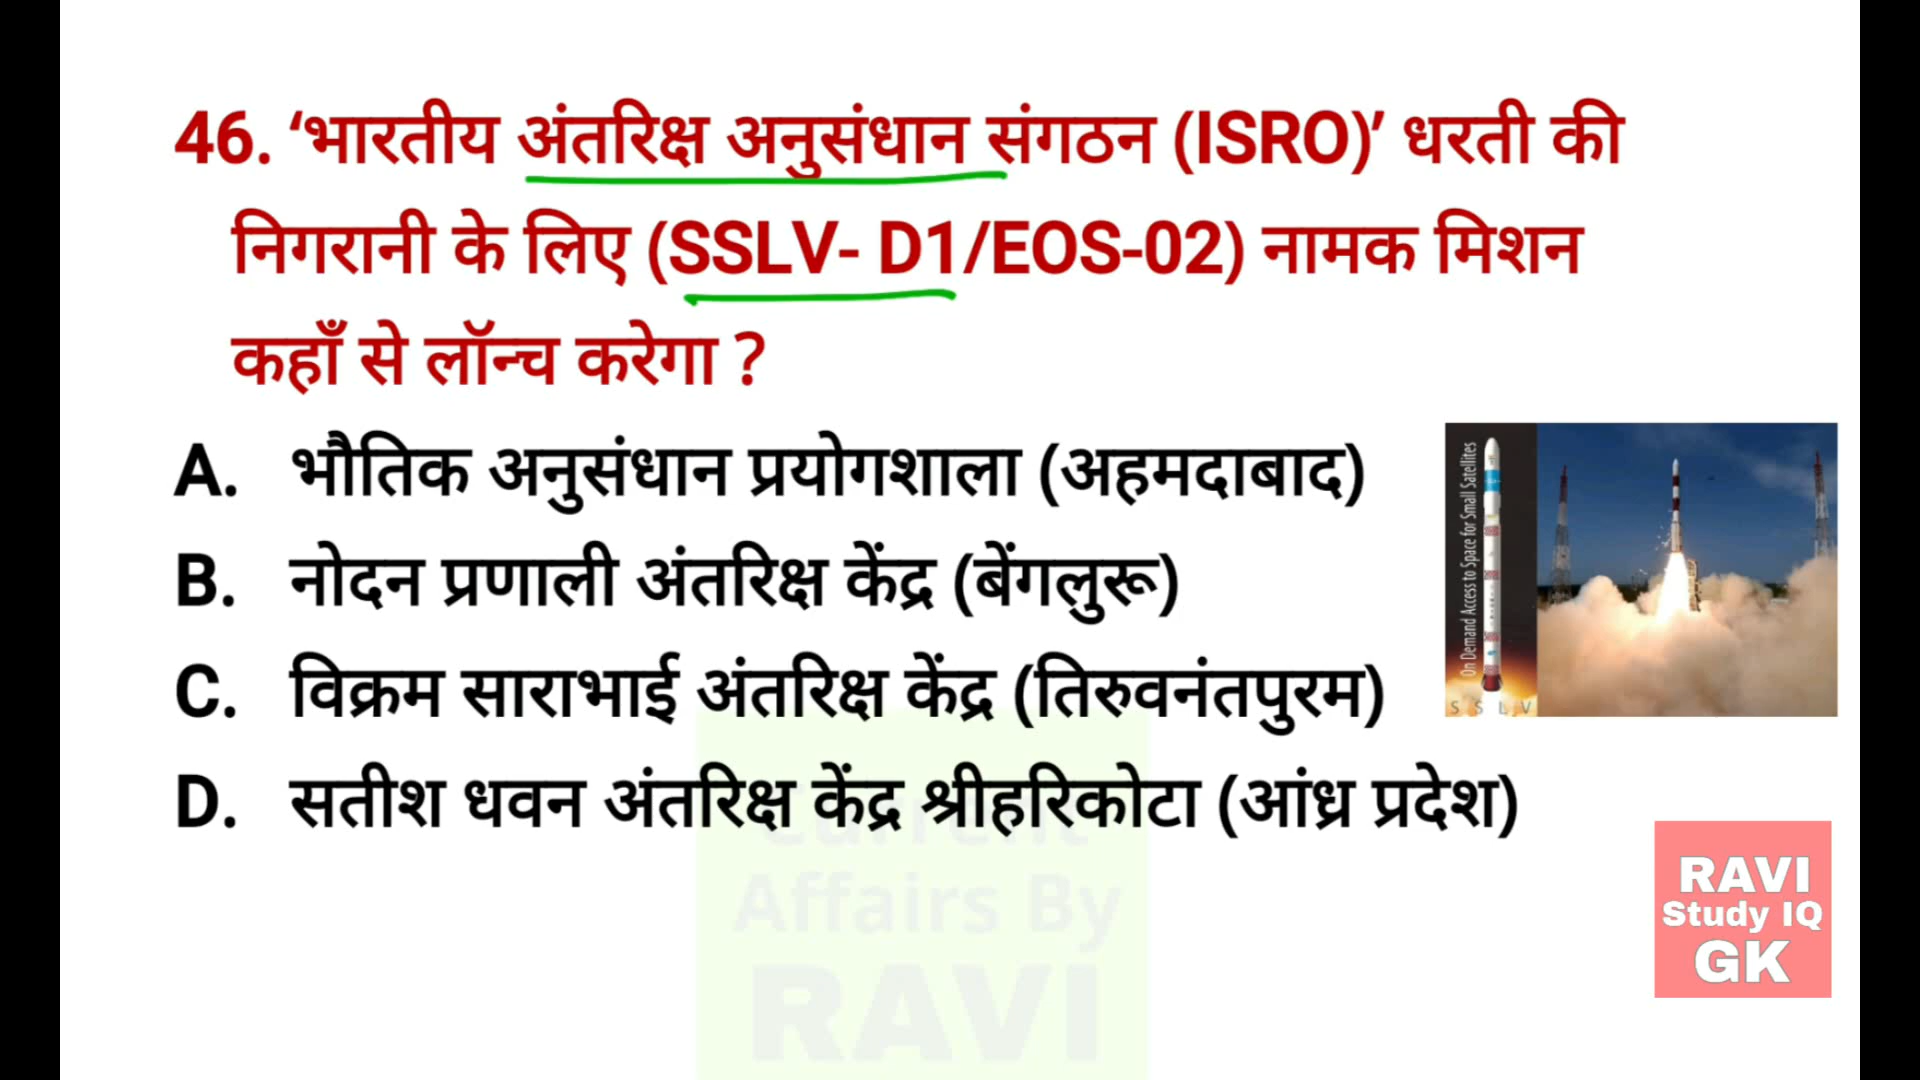 46. ‘भारतीय अंतरिक्ष अनुसंधान संगठन (ISRO)’ धरती की
निगरानी के लिए (SSLV- D1/EOS-02) नामक मिशन
कहाँ से लॉन्च करेगा ?
A. भौतिक अनुसंधान प्रयोगशाला (अहमदाबाद)
B. नोदन प्रणाली अंतरिक्ष केंद्र (बेंगलुरू)
C. विक्रम साराभाई अंतरिक्ष केंद्र (तिरुवनंतपुरम)
D. सतीश धवन अंतरिक्ष केंद्र श्रीहरिकोटा (आंध्र प्रदेश)
On Demand Access to Space for Small Satellites
S S L V
Current
Affairs By
RAVI
RAVI
Study IQ
GK